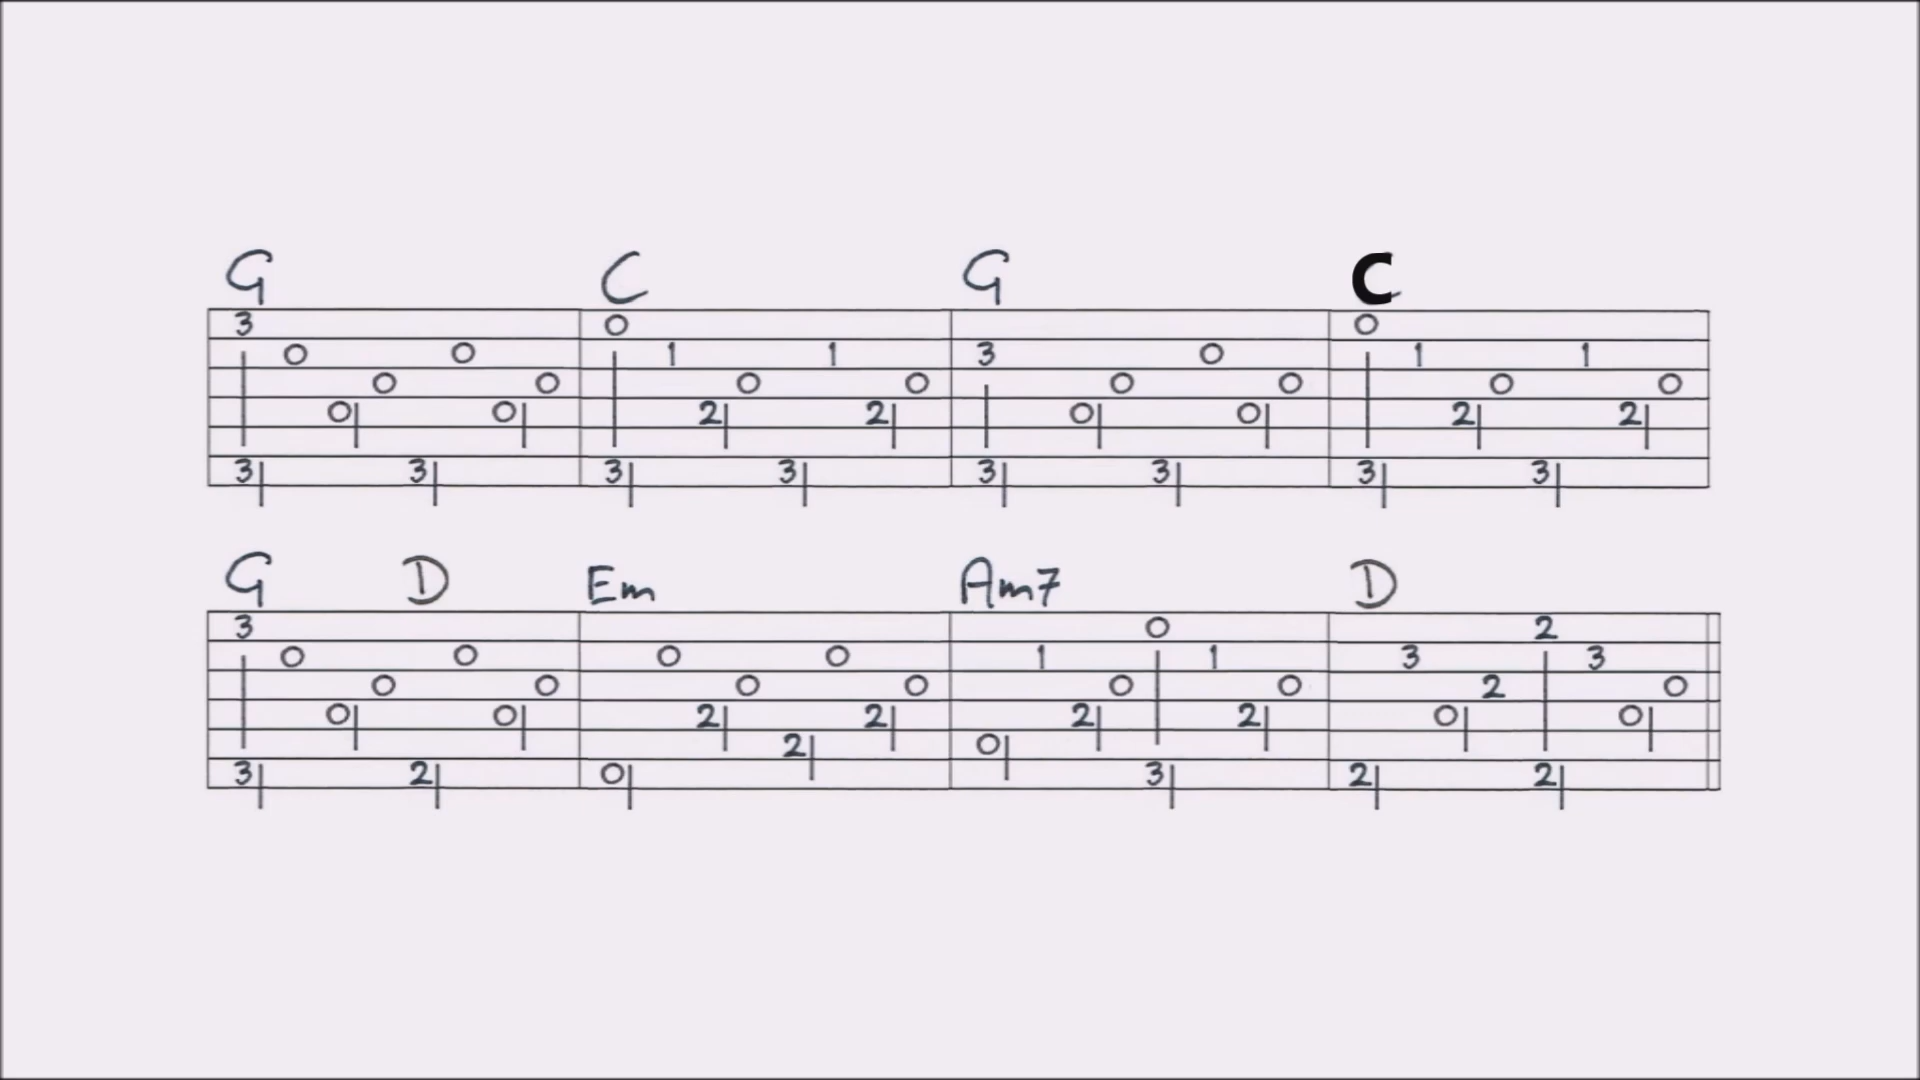 G C G C
3 0 0
0 0 1 1 3 0 1 1
0 0 0 0 0 0 0 0
0 0 2 2 0 0 2 2
3 3 3 3 3 3 3 3
G D Em Am7 D
3 0 2
0 0 0 0 1 1 3 3
0 0 0 0 0 0 2 0
0 0 2 2 2 2 0 0
2 0
3 2 0 3 2 2